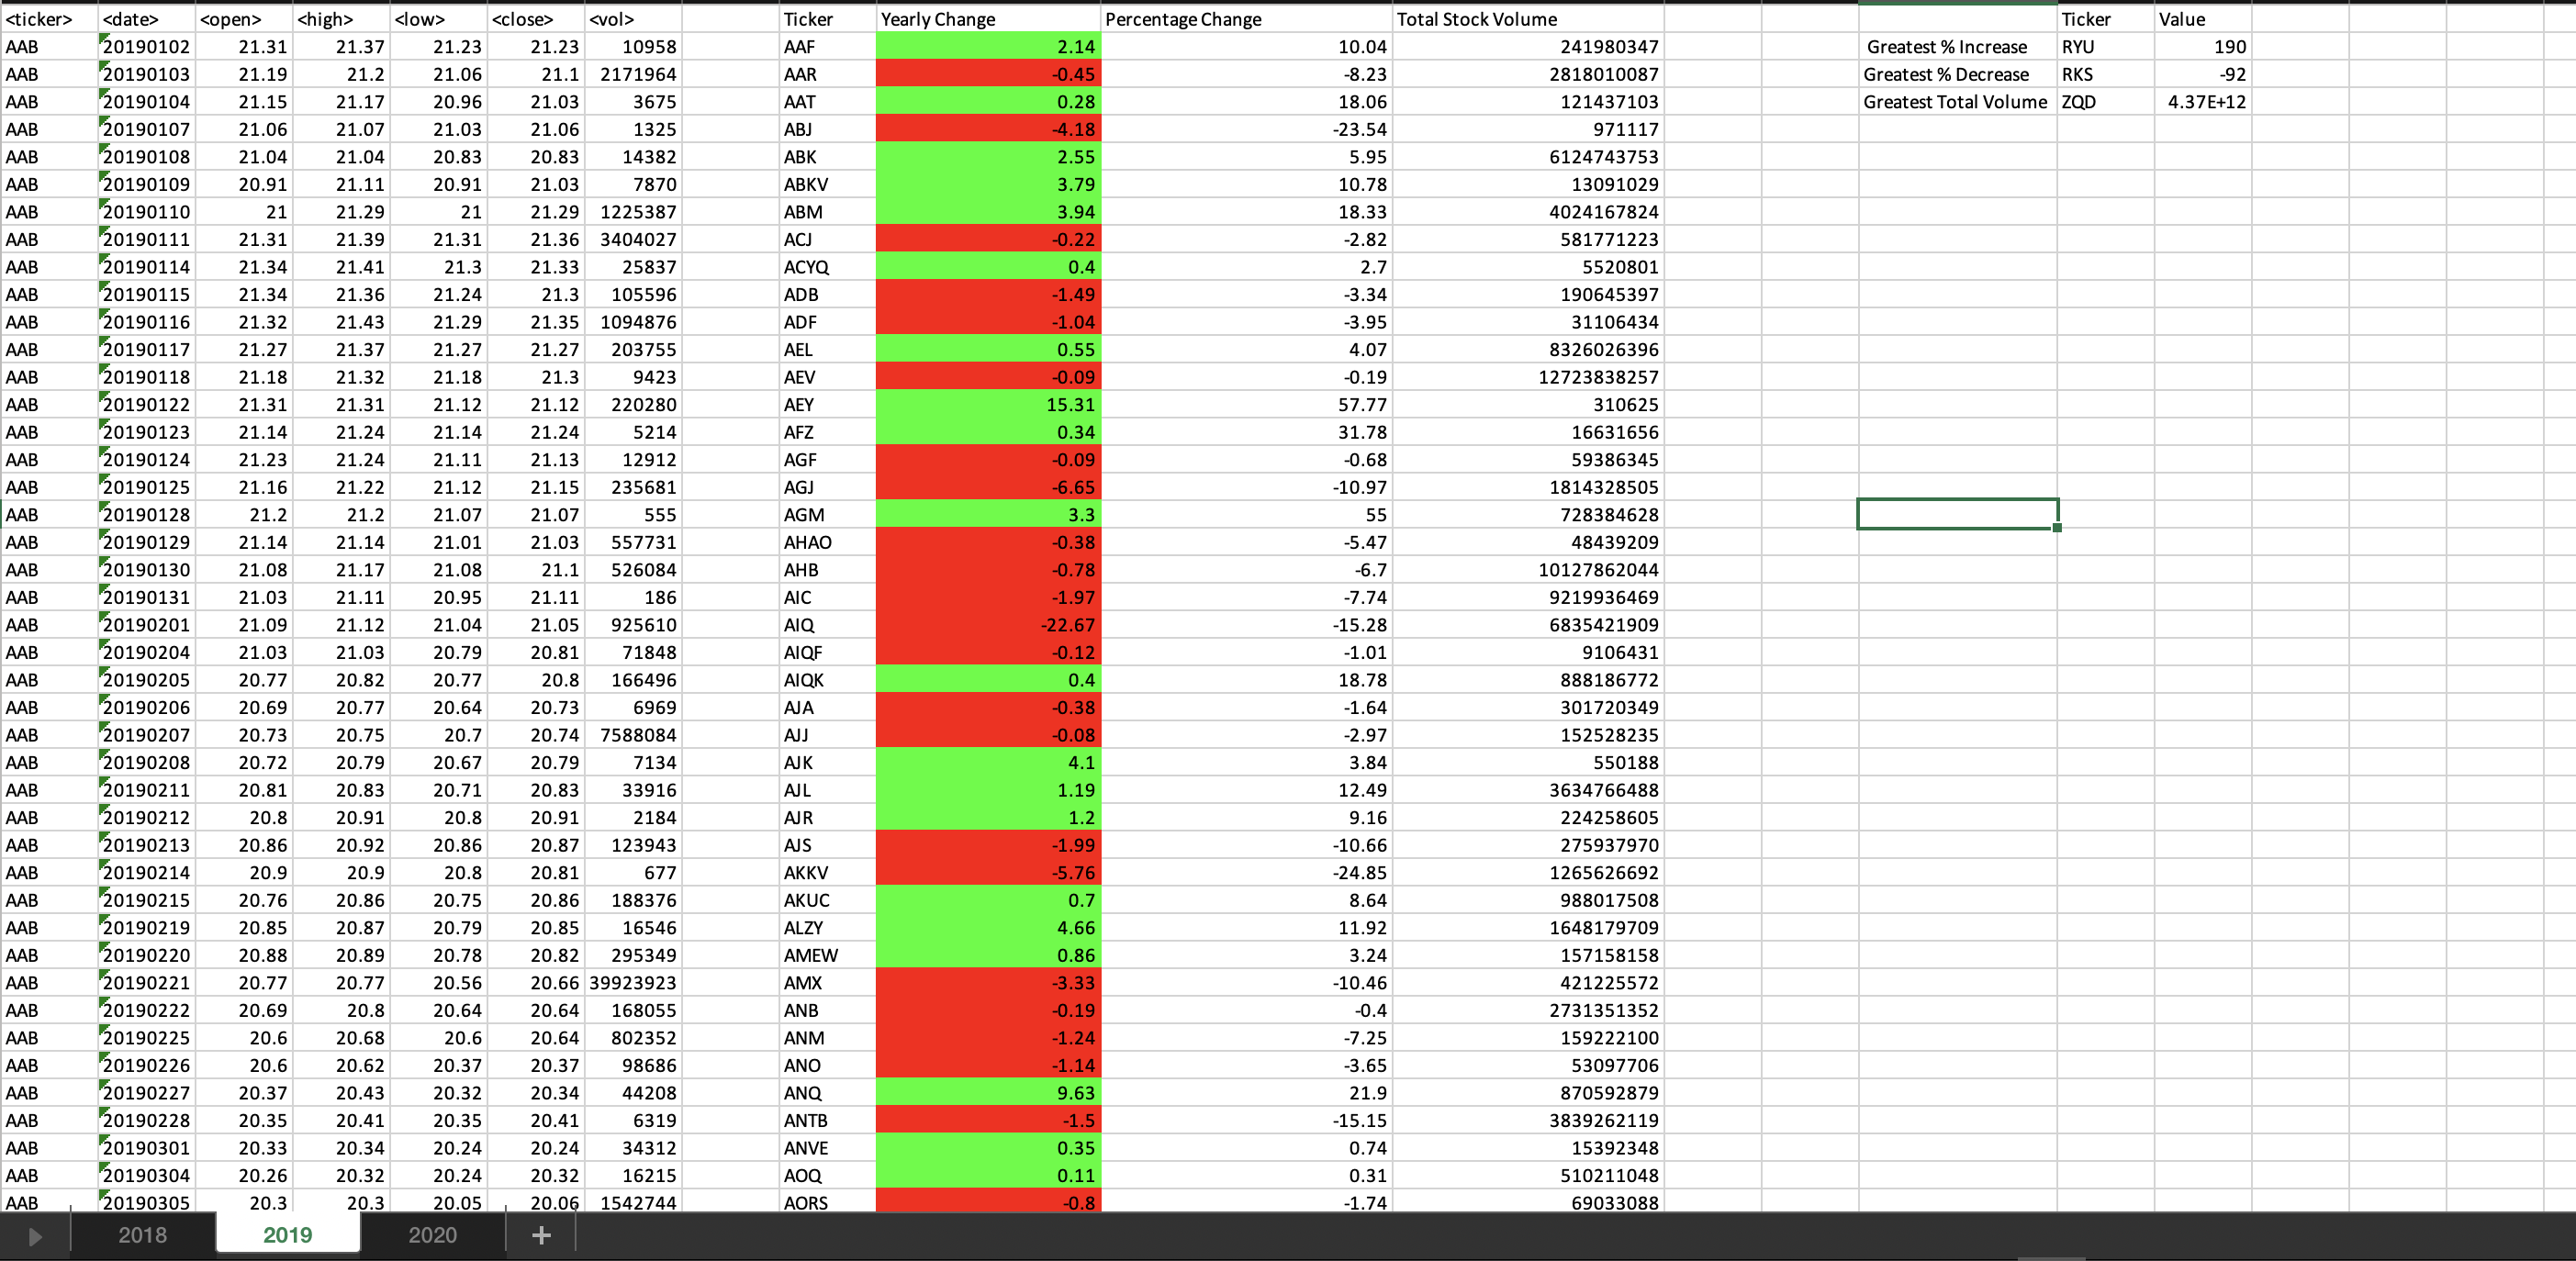 <ticker> <date> <open> <high> <low> <close> <vol> Ticker Yearly Change Percentage Change Total Stock Volume Ticker Value
AAB 20190102 21.31 21.37 21.23 21.23 10958 AAF 2.14 10.04 241980347 Greatest % Increase RYU 190
AAB 20190103 21.19 21.2 21.06 21.1 2171964 AAR -0.45 -8.23 2818010087 Greatest % Decrease RKS -92
AAB 20190104 21.15 21.17 20.96 21.03 3675 AAT 0.28 18.06 121437103 Greatest Total Volume ZQD 4.37E+12
AAB 20190107 21.06 21.07 21.03 21.06 1325 ABJ -4.18 -23.54 971117
AAB 20190108 21.04 21.04 20.83 20.83 14382 ABK 2.55 5.95 6124743753
AAB 20190109 20.91 21.11 20.91 21.03 7870 ABKV 3.79 10.78 13091029
AAB 20190110 21 21.29 21 21.29 1225387 ABM 3.94 18.33 4024167824
AAB 20190111 21.31 21.39 21.31 21.36 3404027 ACJ -0.22 -2.82 581771223
AAB 20190114 21.34 21.41 21.3 21.33 25837 ACYQ 0.4 2.7 5520801
AAB 20190115 21.34 21.36 21.24 21.3 105596 ADB -1.49 -3.34 190645397
AAB 20190116 21.32 21.43 21.29 21.35 1094876 ADF -1.04 -3.95 31106434
AAB 20190117 21.27 21.37 21.27 21.27 203755 AEL 0.55 4.07 8326026396
AAB 20190118 21.18 21.32 21.18 21.3 9423 AEV -0.09 -0.19 12723838257
AAB 20190122 21.31 21.31 21.12 21.12 220280 AEY 15.31 57.77 310625
AAB 20190123 21.14 21.24 21.14 21.24 5214 AFZ 0.34 31.78 16631656
AAB 20190124 21.23 21.24 21.11 21.13 12912 AGF -0.09 -0.68 59386345
AAB 20190125 21.16 21.22 21.12 21.15 235681 AGJ -6.65 -10.97 1814328505
AAB 20190128 21.2 21.2 21.07 21.07 555 AGM 3.3 55 728384628
AAB 20190129 21.14 21.14 21.01 21.03 557731 AHAO -0.38 -5.47 48439209
AAB 20190130 21.08 21.17 21.08 21.1 526084 AHB -0.78 -6.7 10127862044
AAB 20190131 21.03 21.11 20.95 21.11 186 AIC -1.97 -7.74 9219936469
AAB 20190201 21.09 21.12 21.04 21.05 925610 AIQ -22.67 -15.28 6835421909
AAB 20190204 21.03 21.03 20.79 20.81 71848 AIQF -0.12 -1.01 9106431
AAB 20190205 20.77 20.82 20.77 20.8 166496 AIQK 0.4 18.78 888186772
AAB 20190206 20.69 20.77 20.64 20.73 6969 AJA -0.38 -1.64 301720349
AAB 20190207 20.73 20.75 20.7 20.74 7588084 AJJ -0.08 -2.97 152528235
AAB 20190208 20.72 20.79 20.67 20.79 7134 AJK 4.1 3.84 550188
AAB 20190211 20.81 20.83 20.71 20.83 33916 AJL 1.19 12.49 3634766488
AAB 20190212 20.8 20.91 20.8 20.91 2184 AJR 1.2 9.16 224258605
AAB 20190213 20.86 20.92 20.86 20.87 123943 AJS -1.99 -10.66 275937970
AAB 20190214 20.9 20.9 20.8 20.81 677 AKKV -5.76 -24.85 1265626692
AAB 20190215 20.76 20.86 20.75 20.86 188376 AKUC 0.7 8.64 988017508
AAB 20190219 20.85 20.87 20.79 20.85 16546 ALZY 4.66 11.92 1648179709
AAB 20190220 20.88 20.89 20.78 20.82 295349 AMEW 0.86 3.24 157158158
AAB 20190221 20.77 20.77 20.56 20.66 39923923 AMX -3.33 -10.46 421225572
AAB 20190222 20.69 20.8 20.64 20.64 168055 ANB -0.19 -0.4 2731351352
AAB 20190225 20.6 20.68 20.6 20.64 802352 ANM -1.24 -7.25 159222100
AAB 20190226 20.6 20.62 20.37 20.37 98686 ANO -1.14 -3.65 53097706
AAB 20190227 20.37 20.43 20.32 20.34 44208 ANQ 9.63 21.9 870592879
AAB 20190228 20.35 20.41 20.35 20.41 6319 ANTB -1.5 -15.15 3839262119
AAB 20190301 20.33 20.34 20.24 20.24 34312 ANVE 0.35 0.74 15392348
AAB 20190304 20.26 20.32 20.24 20.32 16215 AOQ 0.11 0.31 510211048
AAB 20190305 20.3 20.3 20.05 20.06 1542744 AORS -0.8 -1.74 69033088
2018 2019 2020 +